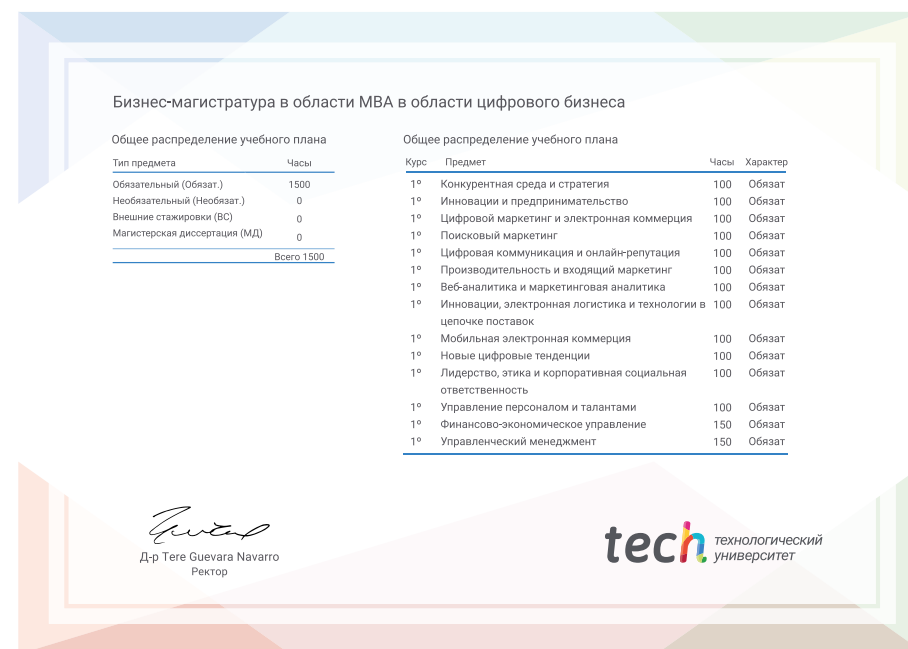 Бизнес-магистратура в области MBA в области цифрового бизнеса
Общее распределение учебного плана
Тип предмета Часы
Обязательный (Обязат.) 1500
Необязательный (Необязат.) 0
Внешние стажировки (ВС) 0
Магистерская диссертация (МД) 0
Всего 1500
Общее распределение учебного плана
Курс Предмет Часы Характер
1º Конкурентная среда и стратегия 100 Обязат
1º Инновации и предпринимательство 100 Обязат
1º Цифровой маркетинг и электронная коммерция 100 Обязат
1º Поисковый маркетинг 100 Обязат
1º Цифровая коммуникация и онлайн-репутация 100 Обязат
1º Производительность и входящий маркетинг 100 Обязат
1º Веб-аналитика и маркетинговая аналитика 100 Обязат
1º Инновации, электронная логистика и технологии в 100 Обязат
цепочке поставок
1º Мобильная электронная коммерция 100 Обязат
1º Новые цифровые тенденции 100 Обязат
1º Лидерство, этика и корпоративная социальная 100 Обязат
ответственность
1º Управление персоналом и талантами 100 Обязат
1º Финансово-экономическое управление 150 Обязат
1º Управленческий менеджмент 150 Обязат
Д-р Tere Guevara Navarro
Ректор
tech технологический
университет